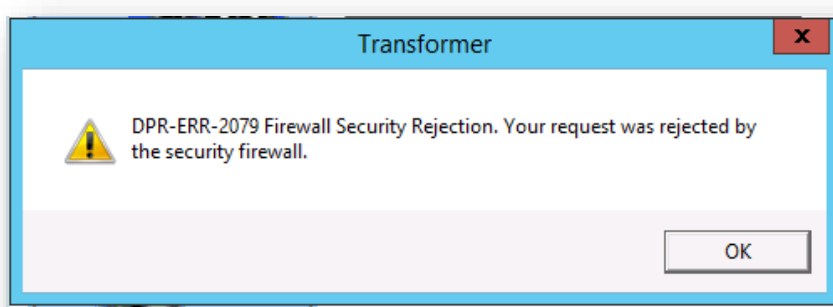 Transformer
x
DPR-ERR-2079 Firewall Security Rejection. Your request was rejected by
the security firewall.
OK